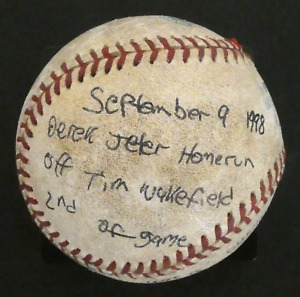 September 9 1998
Derek Jeter Homerun
off Tim Wakefield
2nd of game